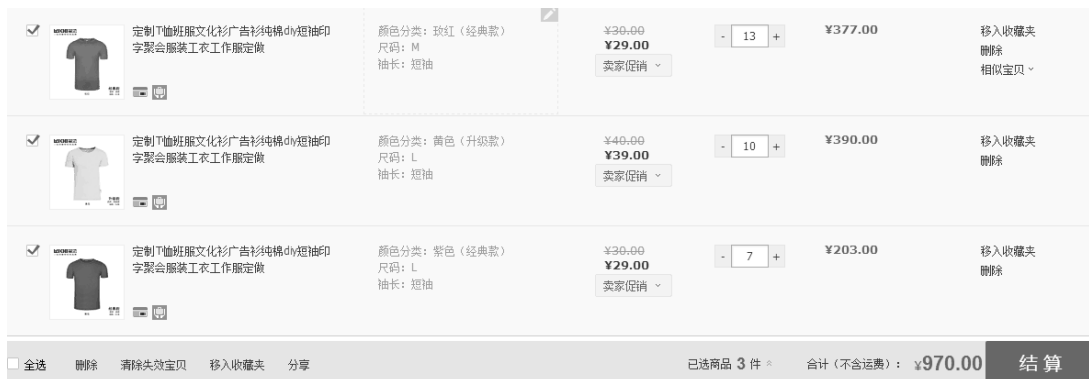 定制T恤班服文化衫广告衫纯棉diy短袖印
字聚会服装工衣工作服定做
颜色分类：玫红（经典款）
尺码：M
袖长：短袖
¥30.00
¥29.00
卖家促销
- 13 +
¥377.00
移入收藏夹
删除
相似宝贝
定制T恤班服文化衫广告衫纯棉diy短袖印
字聚会服装工衣工作服定做
颜色分类：黄色（升级款）
尺码：L
袖长：短袖
¥40.00
¥39.00
卖家促销
- 10 +
¥390.00
移入收藏夹
删除
定制T恤班服文化衫广告衫纯棉diy短袖印
字聚会服装工衣工作服定做
颜色分类：紫色（经典款）
尺码：L
袖长：短袖
¥30.00
¥29.00
卖家促销
- 7 +
¥203.00
移入收藏夹
删除
全选 删除 清除失效宝贝 移入收藏夹 分享 已选商品 3 件 合计（不含运费）： ¥970.00 结算